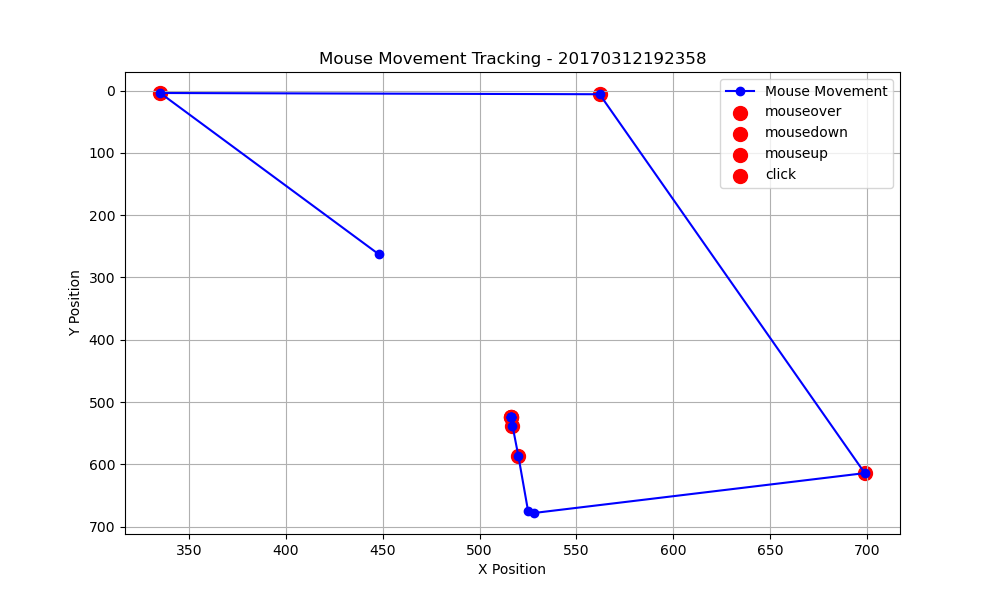 Mouse Movement Tracking - 20170312192358
Mouse Movement
mouseover
mousedown
mouseup
click
Y Position
0
100
200
300
400
500
600
700
350
400
450
500
550
600
650
700
X Position